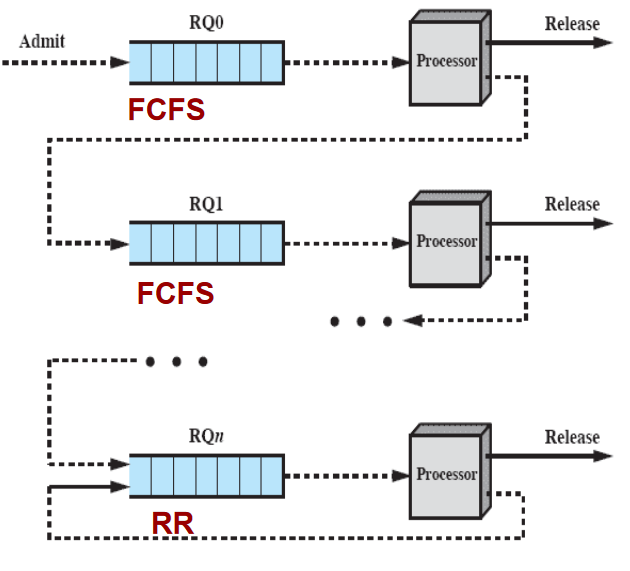 RQ0
Release
Admit
Processor
FCFS
RQ1
Release
Processor
FCFS
RQn
Release
Processor
RR